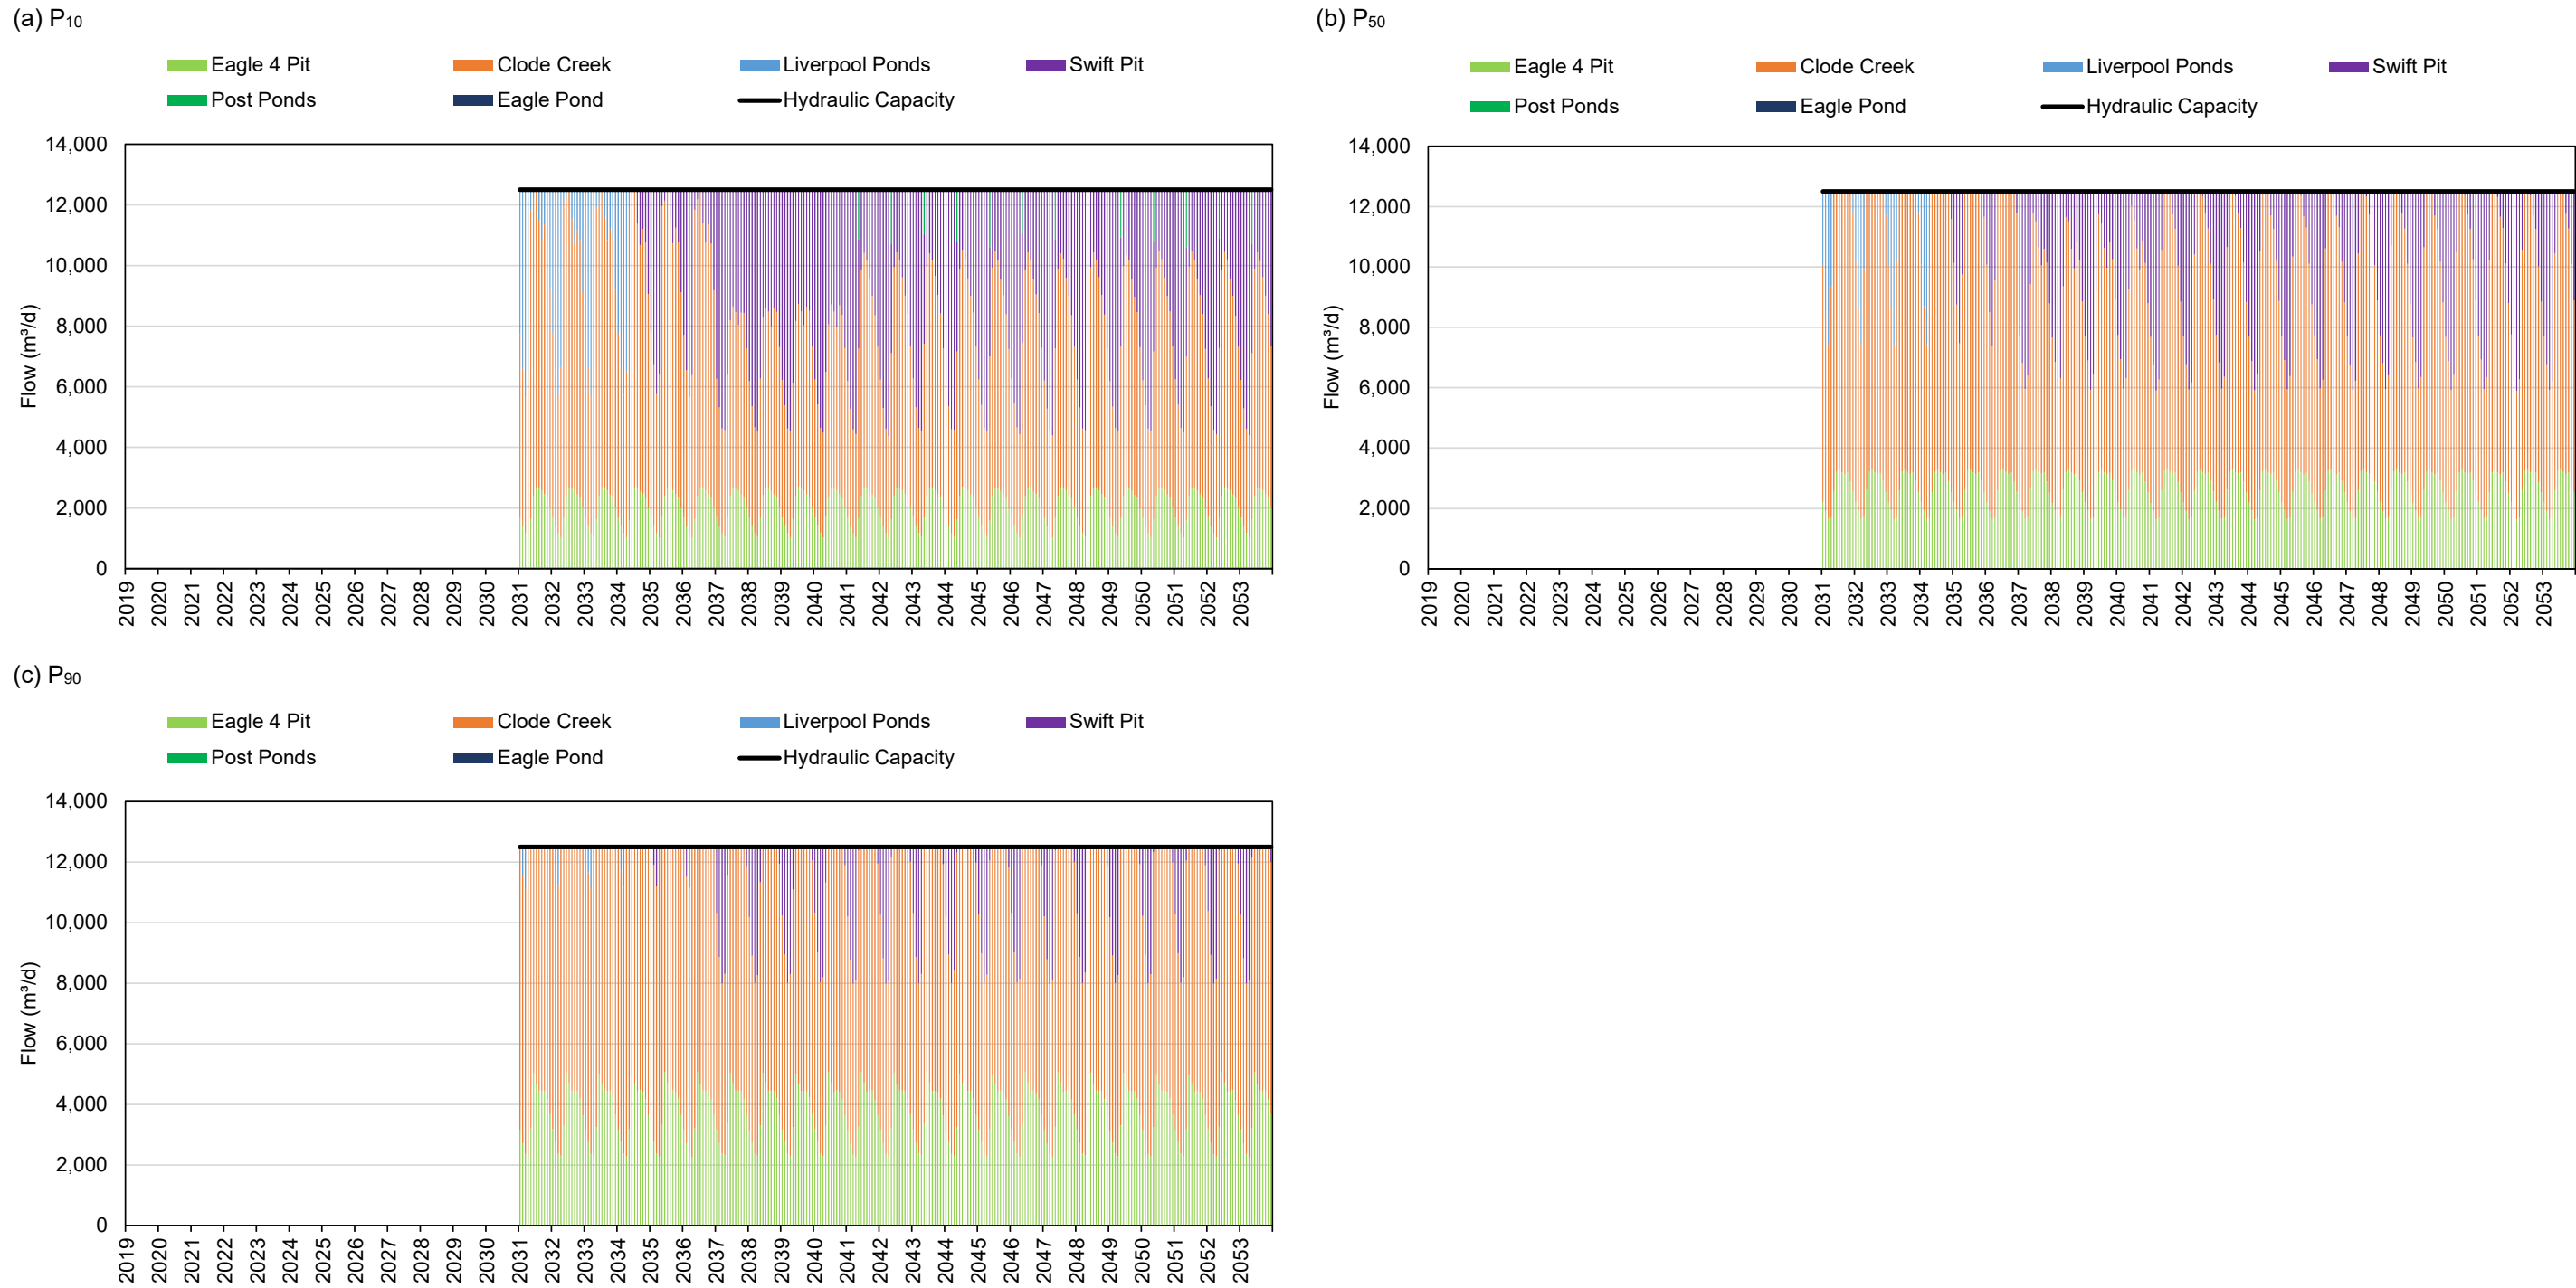 (a) P10
Eagle 4 Pit Clode Creek Liverpool Ponds Swift Pit
Post Ponds Eagle Pond Hydraulic Capacity
14,000
12,000
10,000
8,000
6,000
4,000
2,000
0
Flow (m³/d)
2019 2020 2021 2022 2023 2024 2025 2026 2027 2028 2029 2030 2031 2032 2033 2034 2035 2036 2037 2038 2039 2040 2041 2042 2043 2044 2045 2046 2047 2048 2049 2050 2051 2052 2053
(b) P50
Eagle 4 Pit Clode Creek Liverpool Ponds Swift Pit
Post Ponds Eagle Pond Hydraulic Capacity
14,000
12,000
10,000
8,000
6,000
4,000
2,000
0
Flow (m³/d)
2019 2020 2021 2022 2023 2024 2025 2026 2027 2028 2029 2030 2031 2032 2033 2034 2035 2036 2037 2038 2039 2040 2041 2042 2043 2044 2045 2046 2047 2048 2049 2050 2051 2052 2053
(c) P90
Eagle 4 Pit Clode Creek Liverpool Ponds Swift Pit
Post Ponds Eagle Pond Hydraulic Capacity
14,000
12,000
10,000
8,000
6,000
4,000
2,000
0
Flow (m³/d)
2019 2020 2021 2022 2023 2024 2025 2026 2027 2028 2029 2030 2031 2032 2033 2034 2035 2036 2037 2038 2039 2040 2041 2042 2043 2044 2045 2046 2047 2048 2049 2050 2051 2052 2053